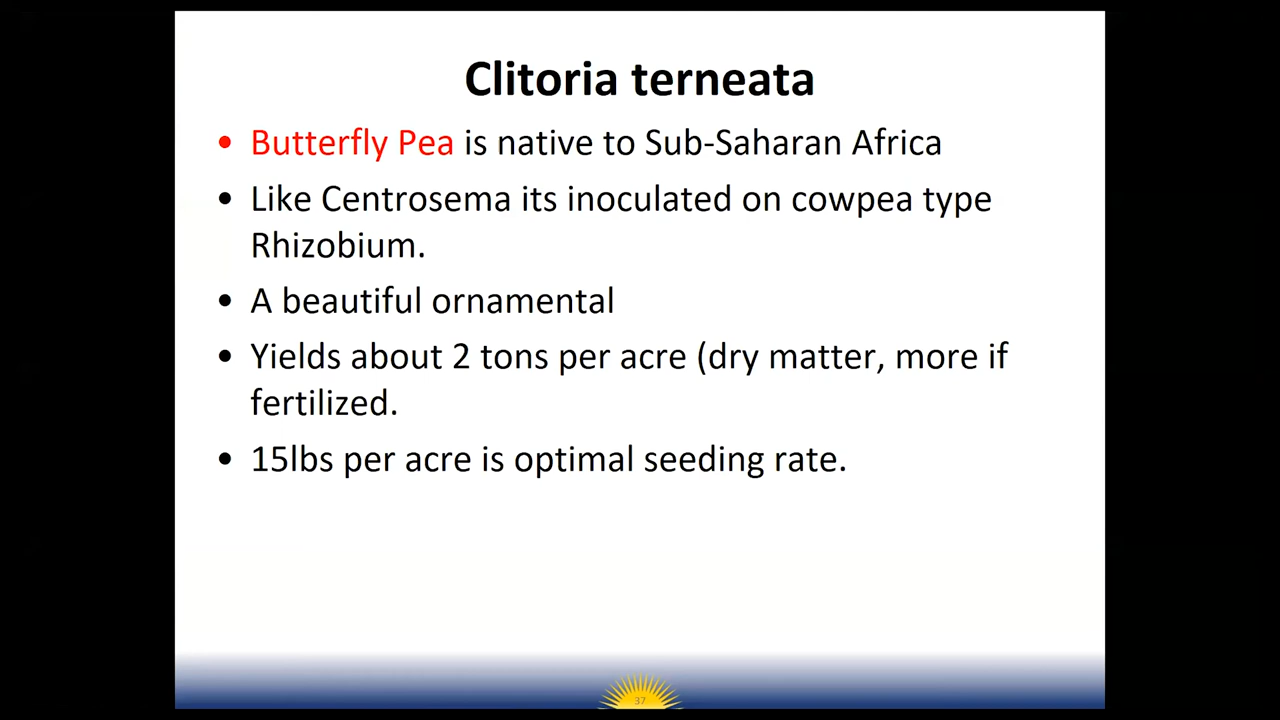 Clitoria terneata
• Butterfly Pea is native to Sub-Saharan Africa
• Like Centrosema its inoculated on cowpea type
Rhizobium.
• A beautiful ornamental
• Yields about 2 tons per acre (dry matter, more if
fertilized.
• 15lbs per acre is optimal seeding rate.
37